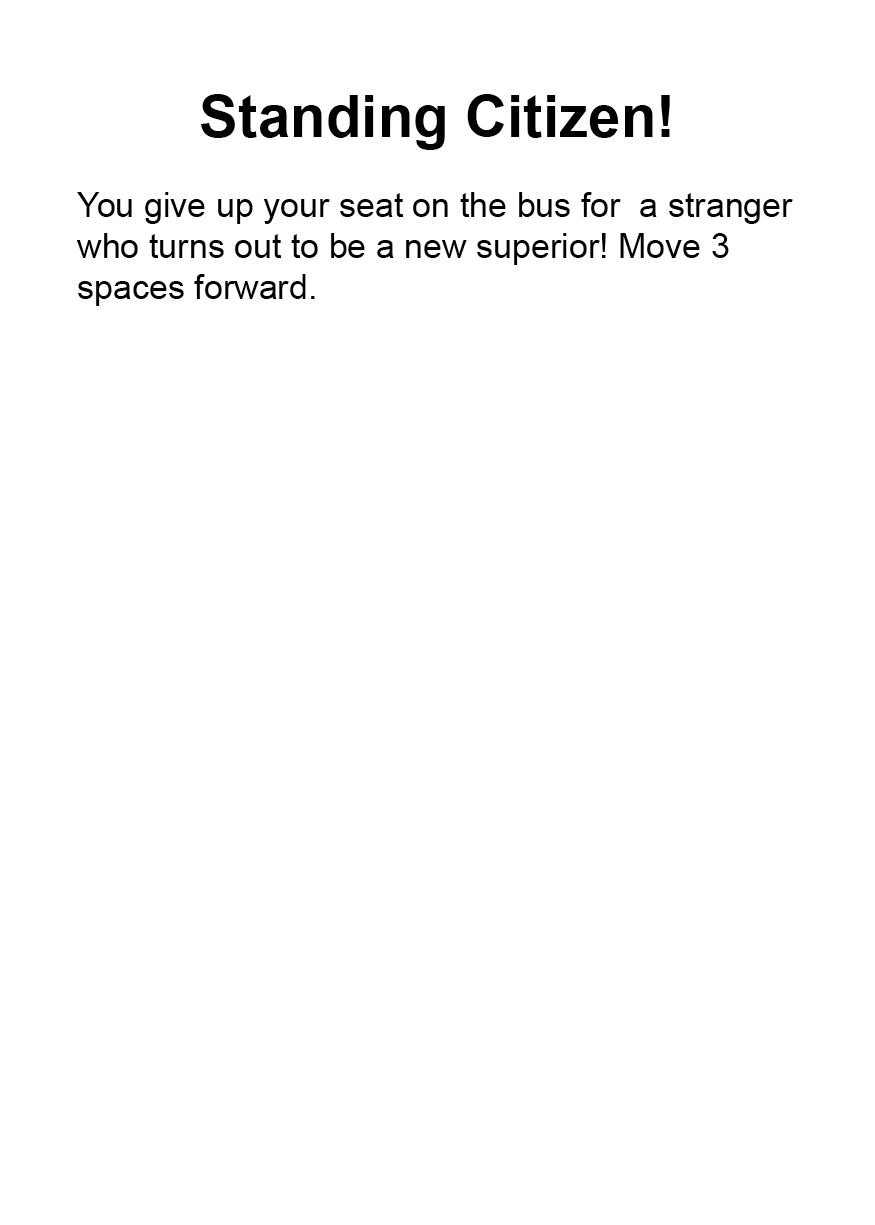 Standing Citizen!
You give up your seat on the bus for  a stranger
who turns out to be a new superior! Move 3
spaces forward.